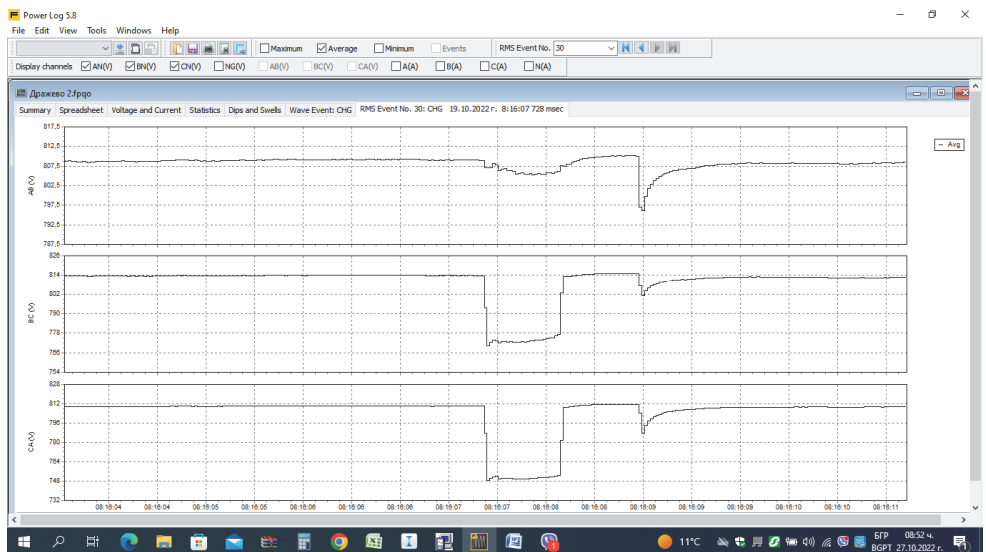 Power Log 5.8
File Edit View Tools Windows Help
Maximum Average Minimum Events RMS Event No. 30
Display channels AN(V) BN(V) CN(V) NG(V) AB(V) BC(V) CA(V) A(A) B(A) C(A) N(A)
Дражево 2.fpqo
Summary Spreadsheet Voltage and Current Statistics Dips and Swells Wave Event: CHG RMS Event No. 30: CHG 19.10.2022 г. 8:16:07 728 msec
817,5
812,5
807,5
802,5
797,5
792,5
787,5
AB (V)
Avg
826
814
802
790
778
766
754
BC (V)
828
812
796
780
764
748
732
CA (V)
08:16:04 08:16:04 08:16:05 08:16:05 08:16:06 08:16:06 08:16:06 08:16:07 08:16:07 08:16:08 08:16:08 08:16:09 08:16:09 08:16:09 08:16:10 08:16:10 08:16:11
11°C
БГР 08:52 ч.
BGPT 27.10.2022 г.